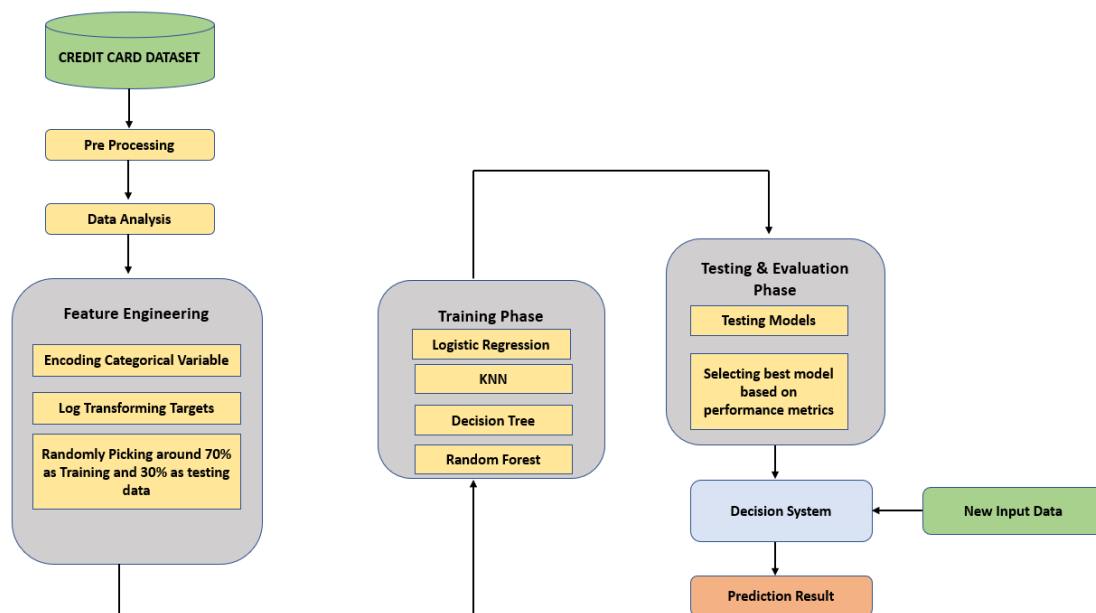 CREDIT CARD DATASET
Pre Processing
Data Analysis
Feature Engineering
Encoding Categorical Variable
Log Transforming Targets
Randomly Picking around 70%
as Training and 30% as testing
data
Training Phase
Logistic Regression
KNN
Decision Tree
Random Forest
Testing & Evaluation
Phase
Testing Models
Selecting best model
based on
performance metrics
Decision System
New Input Data
Prediction Result